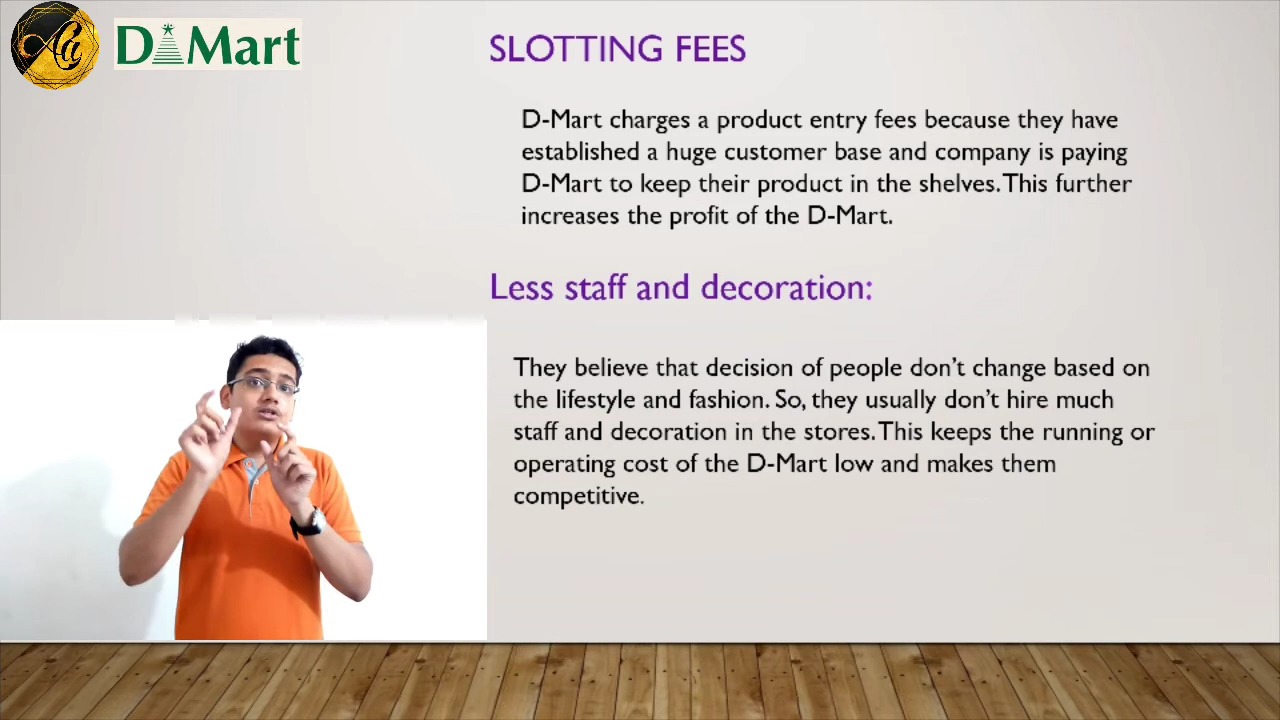 Aa
D Mart
SLOTTING FEES
D-Mart charges a product entry fees because they have
established a huge customer base and company is paying
D-Mart to keep their product in the shelves. This further
increases the profit of the D-Mart.
Less staff and decoration:
They believe that decision of people don't change based on
the lifestyle and fashion. So, they usually don't hire much
staff and decoration in the stores. This keeps the running or
operating cost of the D-Mart low and makes them
competitive.